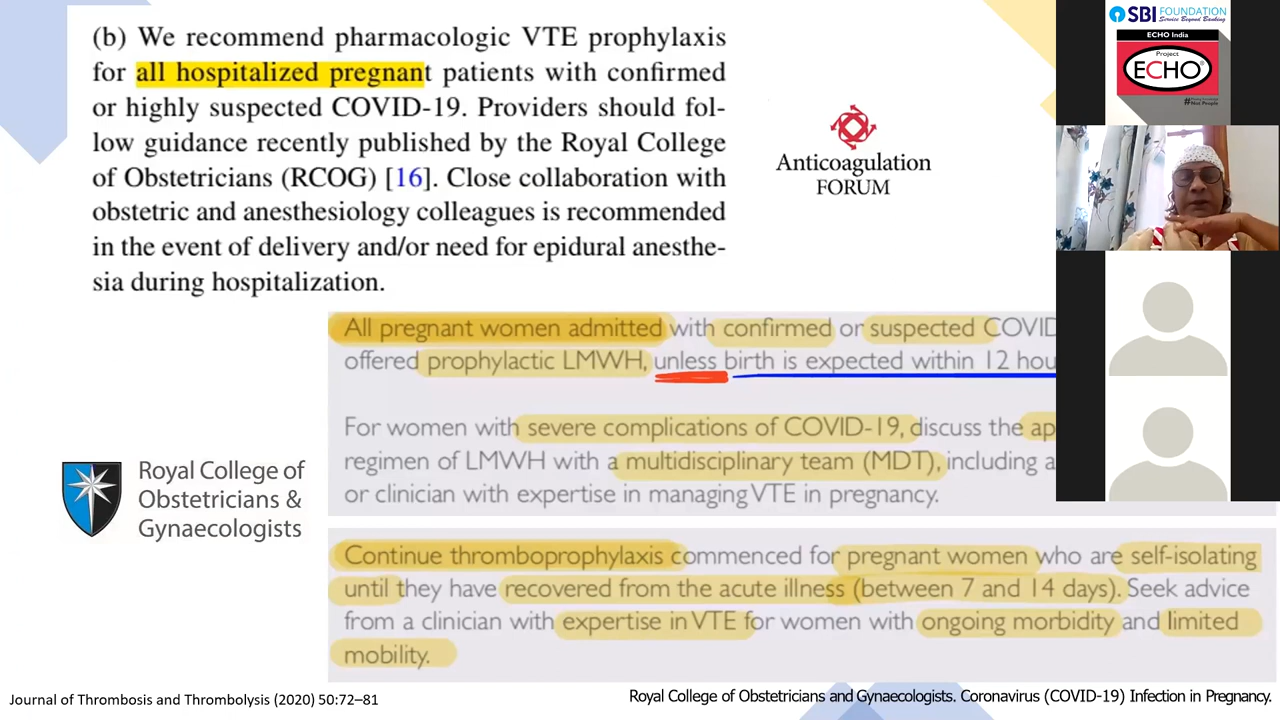 (b) We recommend pharmacologic VTE prophylaxis
for all hospitalized pregnant patients with confirmed
or highly suspected COVID-19. Providers should fol-
low guidance recently published by the Royal College
of Obstetricians (RCOG) [16]. Close collaboration with
obstetric and anesthesiology colleagues is recommended
in the event of delivery and/or need for epidural anesthe-
sia during hospitalization.
Anticoagulation
FORUM
SBI FOUNDATION
Service Beyond Banking
ECHO India
Project
ECHO
All pregnant women admitted with confirmed or suspected COVID
offered prophylactic LMWH, unless birth is expected within 12 hou
For women with severe complications of COVID-19, discuss the ap
regimen of LMWH with a multidisciplinary team (MDT), including a
or clinician with expertise in managing VTE in pregnancy.
Royal College of
Obstetricians &
Gynaecologists
Continue thromboprophylaxis commenced for pregnant women who are self-isolating
until they have recovered from the acute illness (between 7 and 14 days). Seek advice
from a clinician with expertise in VTE for women with ongoing morbidity and limited
mobility.
Journal of Thrombosis and Thrombolysis (2020) 50:72–81
Royal College of Obstetricians and Gynaecologists. Coronavirus (COVID-19) Infection in Pregnancy.